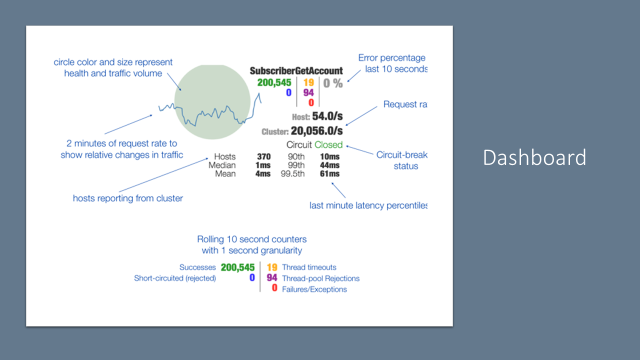 circle color and size represent
health and traffic volume
Error percentage
last 10 seconds
SubscriberGetAccount
200,545 19 0 %
0 94
0
Host: 54.0/s
Request ra
Cluster: 20,056.0/s
2 minutes of request rate to
show relative changes in traffic
Circuit Closed
Circuit-break
status
Hosts 370 90th 10ms
Median 1ms 99th 44ms
Mean 4ms 99.5th 61ms
hosts reporting from cluster
last minute latency percentiles
Rolling 10 second counters
with 1 second granularity
Successes 200,545 19 Thread timeouts
Short-circuited (rejected) 0 94 Thread-pool Rejections
0 Failures/Exceptions
Dashboard